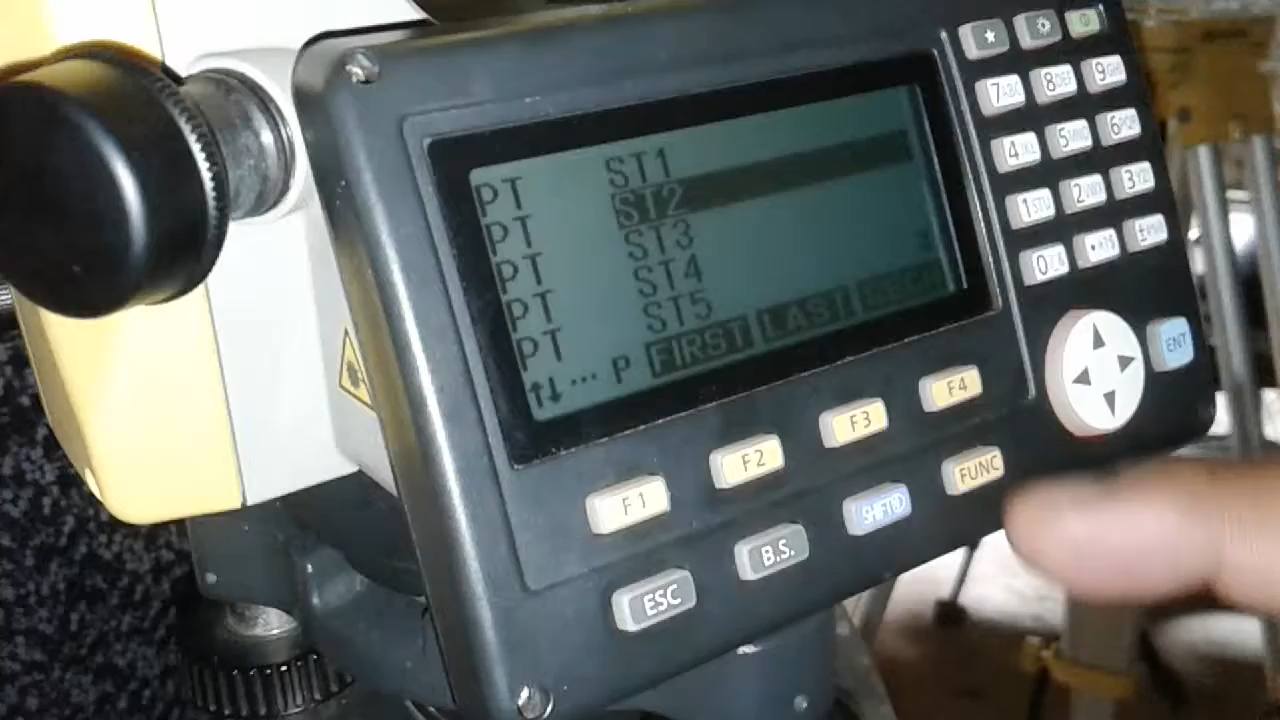 PT ST1
PT ST2
PT ST3
PT ST4
PT ST5
↑↓... P FIRST LAST
F1 F2 F3 F4
ESC B.S. SHIFT FUNC
7 8 9
4 5 6
1 2 3
0 . ±
ENT